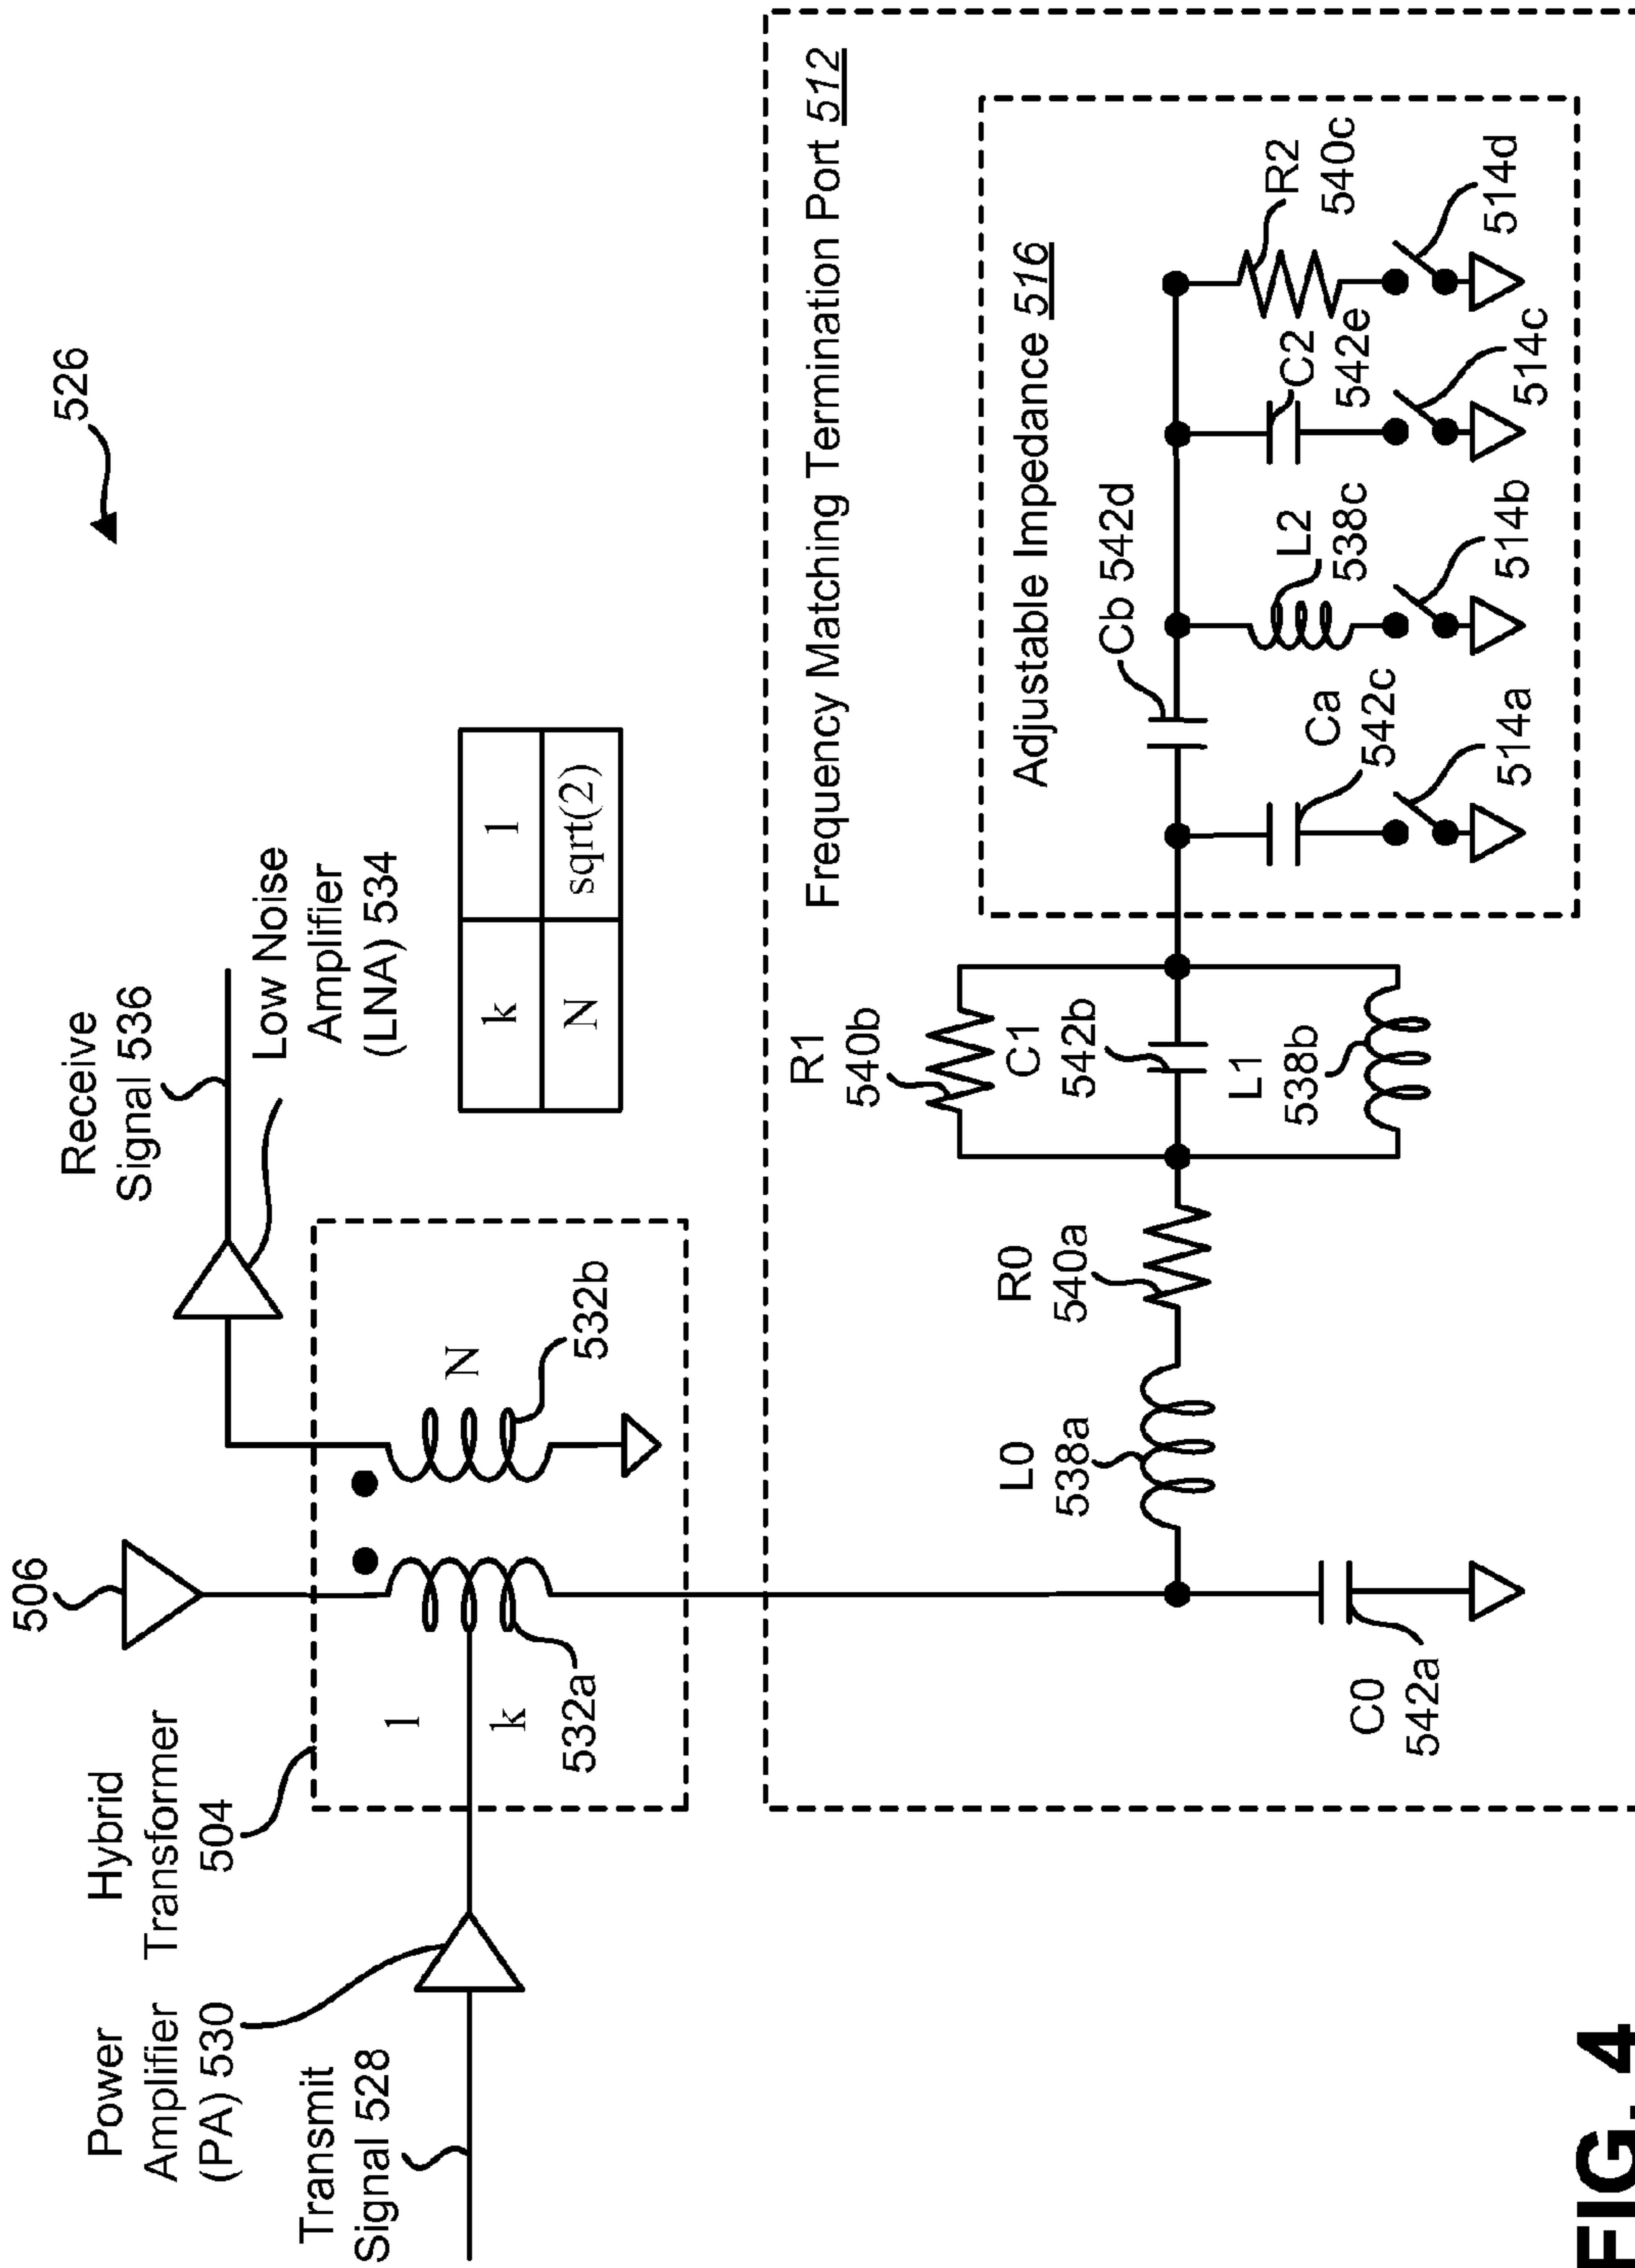 526
506
Hybrid
Transformer
504
Power
Amplifier
(PA) 530
Transmit
Signal 528
Receive
Signal 536
Low Noise
Amplifier
(LNA) 534
1
k
532a
N
532b
k
1
N
sqrt(2)
Frequency Matching Termination Port 512
Adjustable Impedance 516
C0
542a
L0
538a
R0
540a
R1
540b
C1
542b
L1
538b
Ca
542c
514a
Cb 542d
L2
538c
514b
C2
542e
514c
R2
540c
514d
FIG. 4